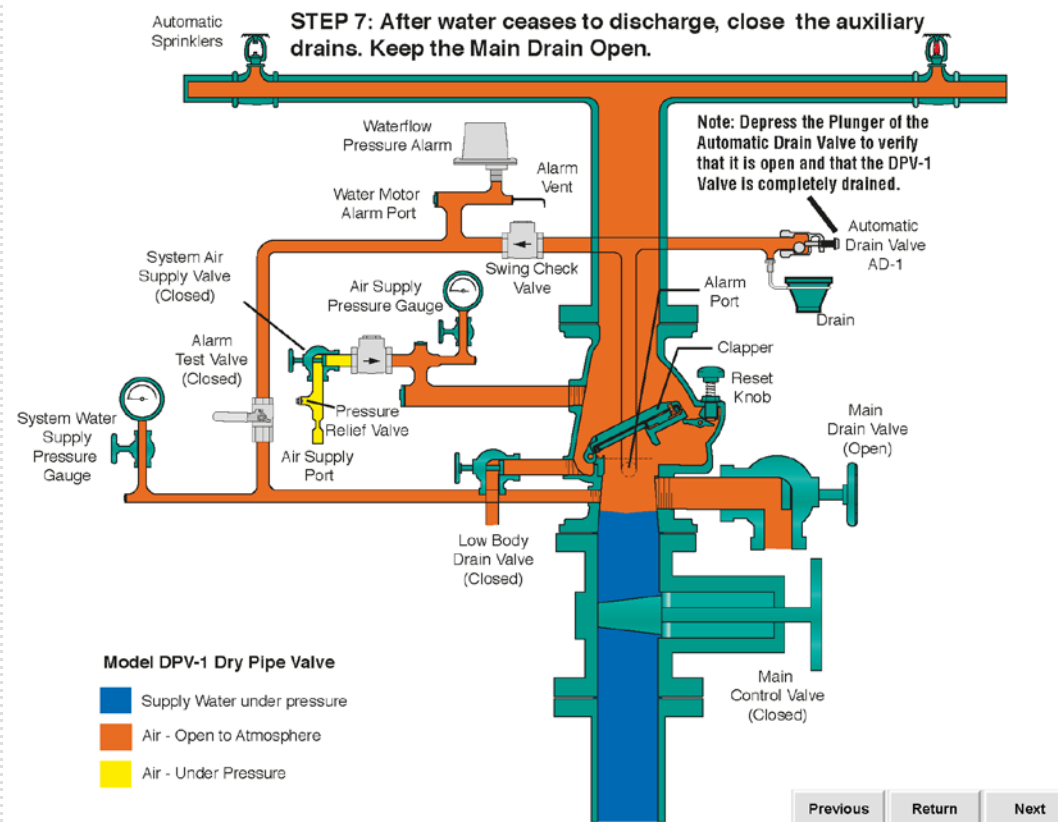 Automatic
Sprinklers
STEP 7: After water ceases to discharge, close the auxiliary
drains. Keep the Main Drain Open.
Waterflow
Pressure Alarm
Note: Depress the Plunger of the
Automatic Drain Valve to verify
that it is open and that the DPV-1
Valve is completely drained.
Alarm
Vent
Water Motor
Alarm Port
Automatic
Drain Valve
AD-1
System Air
Supply Valve
(Closed)
Swing Check
Valve
Air Supply
Pressure Gauge
Alarm
Port
Drain
Alarm
Test Valve
(Closed)
Clapper
Reset
Knob
System Water
Supply
Pressure
Gauge
Pressure
Relief Valve
Main
Drain Valve
(Open)
Air Supply
Port
Low Body
Drain Valve
(Closed)
Model DPV-1 Dry Pipe Valve
Supply Water under pressure
Air - Open to Atmosphere
Air - Under Pressure
Main
Control Valve
(Closed)
Previous
Return
Next